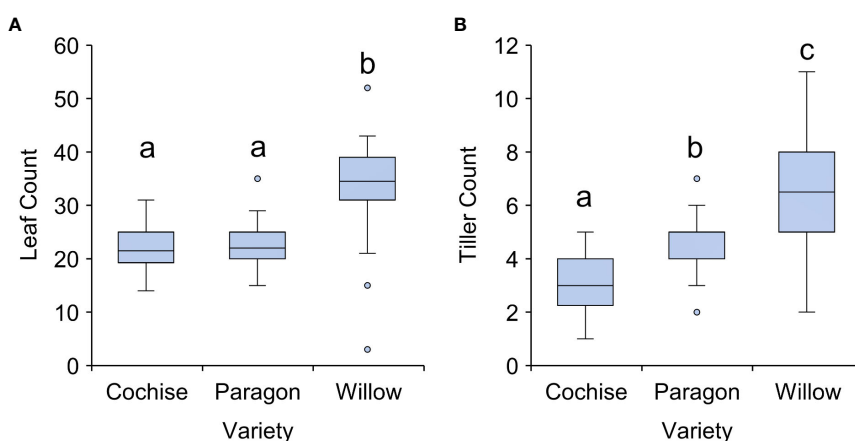 A
Leaf Count
60
50
40
30
20
10
0
a
a
b
Cochise
Paragon
Willow
Variety
B
Tiller Count
12
10
8
6
4
2
0
a
b
c
Cochise
Paragon
Willow
Variety